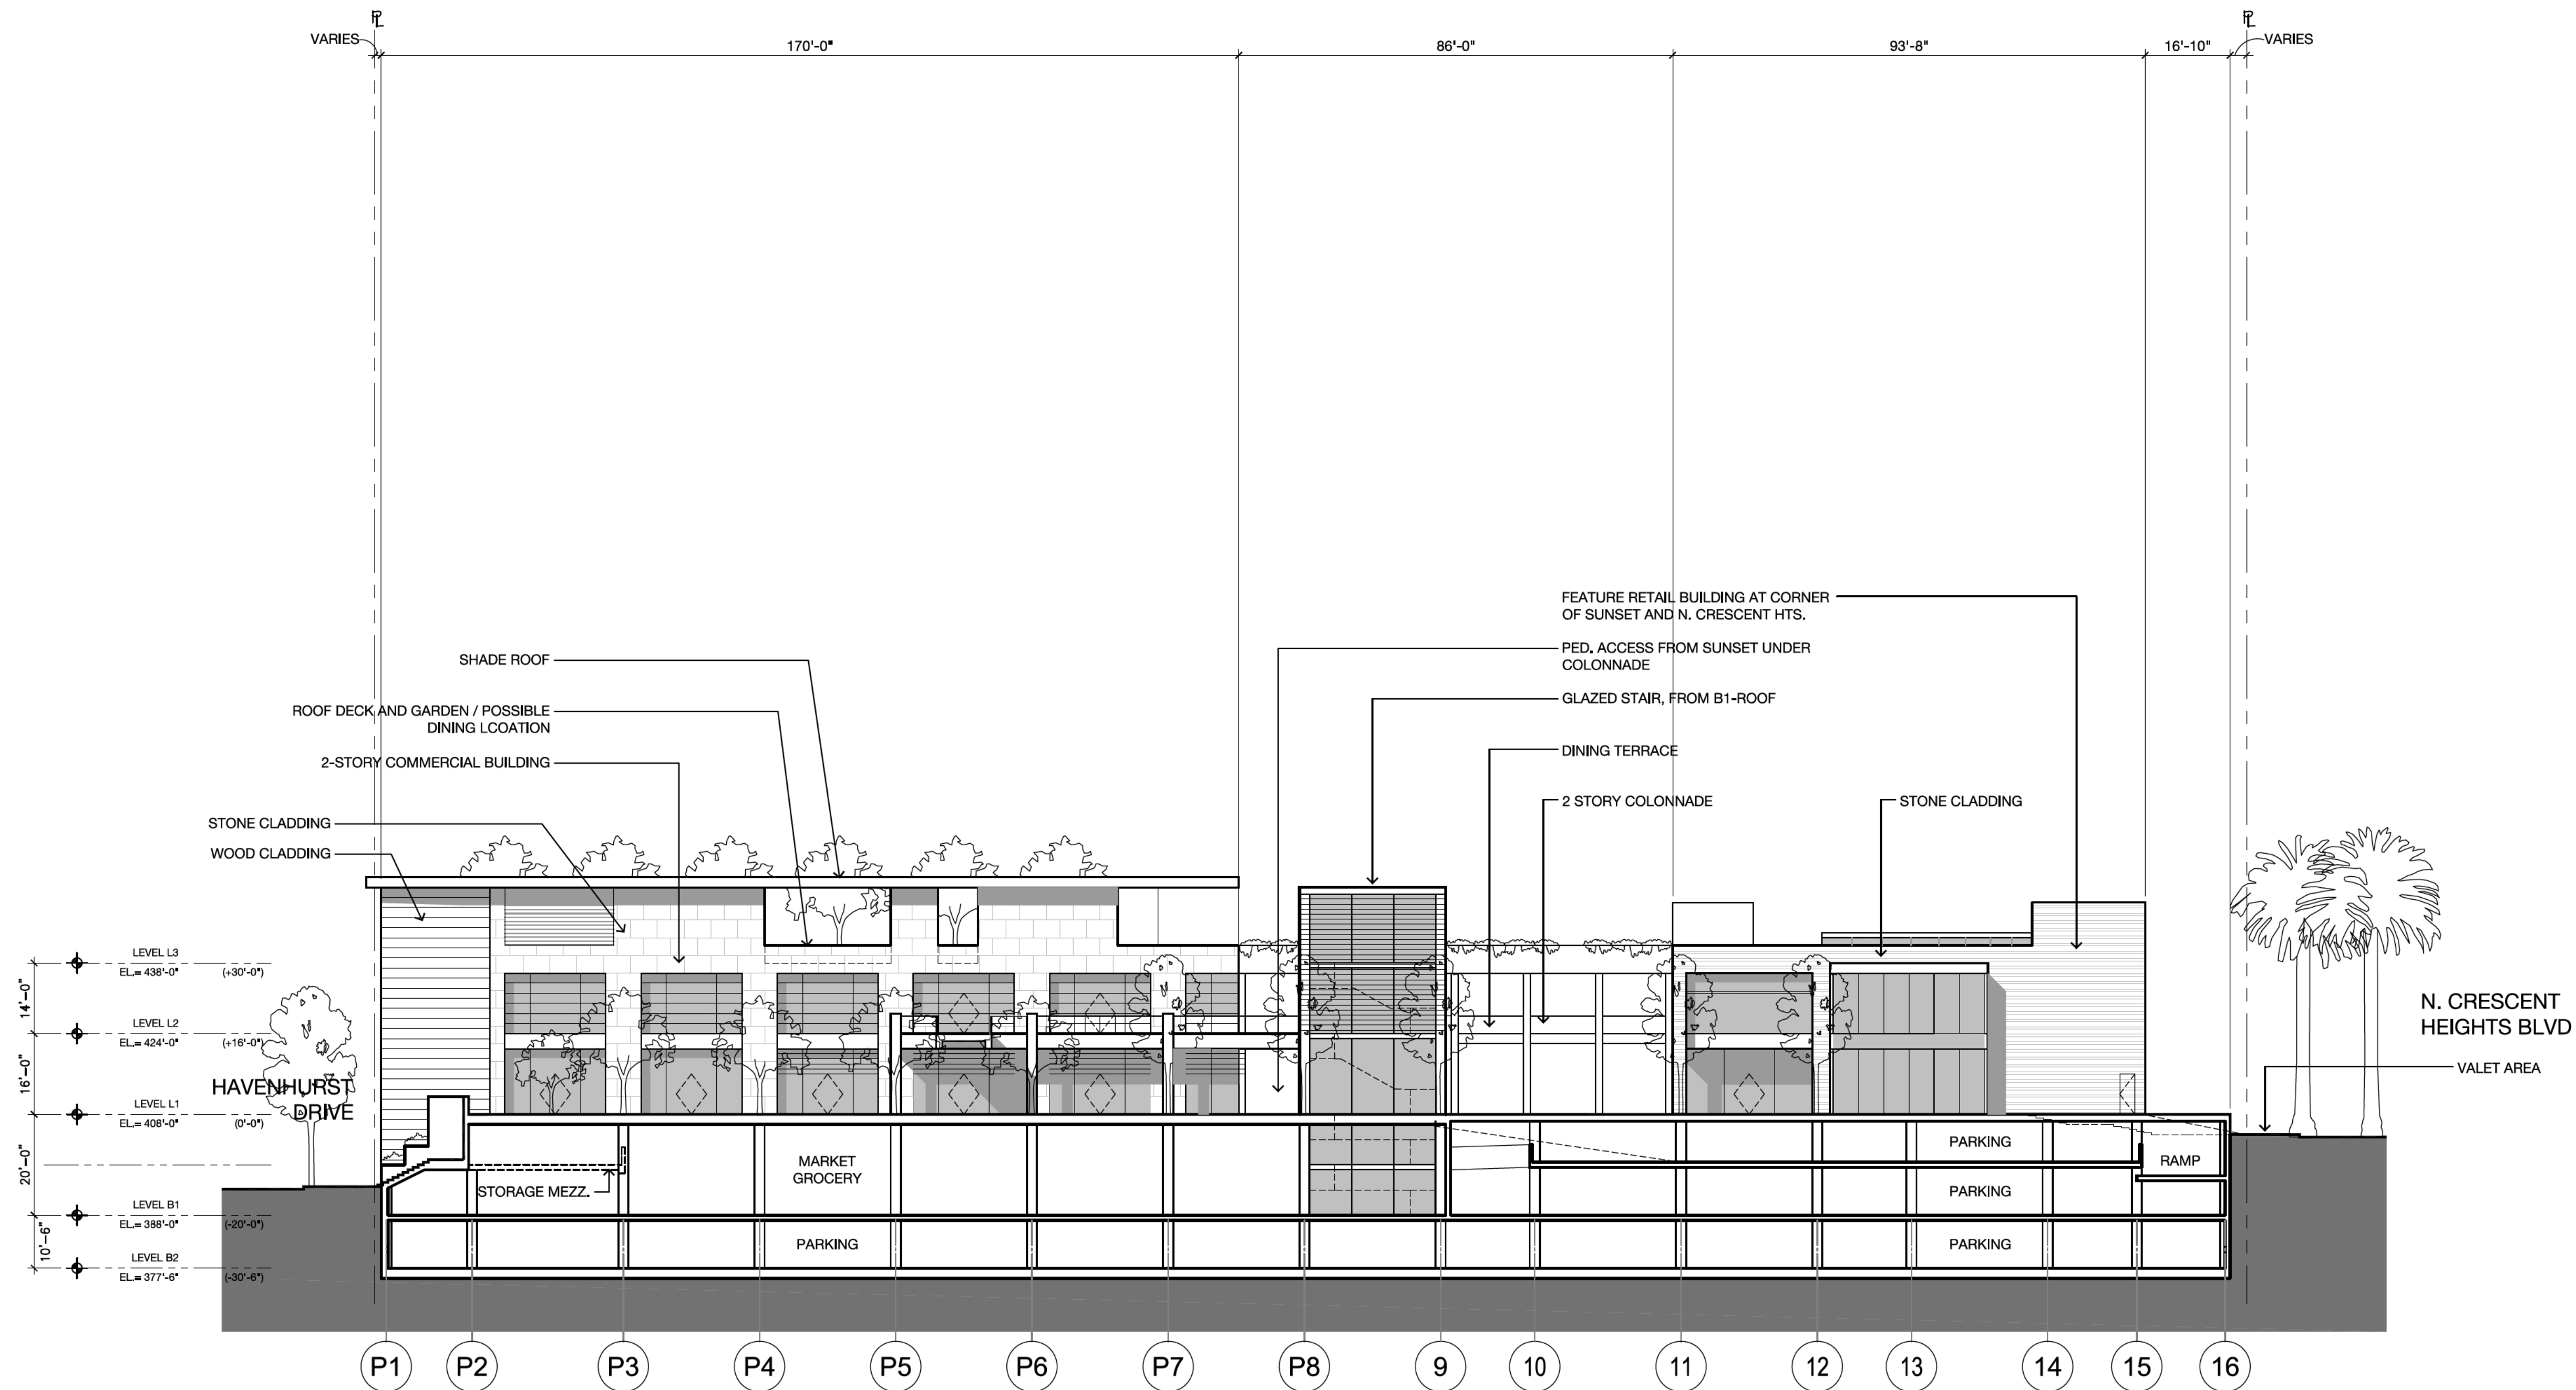 PL
PL
VARIES
VARIES
170'-0"
86'-0"
93'-8"
16'-10"
FEATURE RETAIL BUILDING AT CORNER
OF SUNSET AND N. CRESCENT HTS.
PED. ACCESS FROM SUNSET UNDER
COLONNADE
SHADE ROOF
GLAZED STAIR, FROM B1-ROOF
ROOF DECK AND GARDEN / POSSIBLE
DINING LCOATION
DINING TERRACE
2-STORY COMMERCIAL BUILDING
2 STORY COLONNADE
STONE CLADDING
STONE CLADDING
WOOD CLADDING
LEVEL L3
EL.= 438'-0" (+30'-0")
14'-0"
LEVEL L2
EL.= 424'-0" (+16'-0")
16'-0"
LEVEL L1
EL.= 408'-0" (0'-0")
20'-0"
LEVEL B1
EL.= 388'-0" (-20'-0")
10'-6"
LEVEL B2
EL.= 377'-6" (-30'-6")
HAVENHURST
DRIVE
N. CRESCENT
HEIGHTS BLVD
VALET AREA
MARKET
GROCERY
STORAGE MEZZ.
PARKING
PARKING
RAMP
PARKING
PARKING
P1
P2
P3
P4
P5
P6
P7
P8
9
10
11
12
13
14
15
16